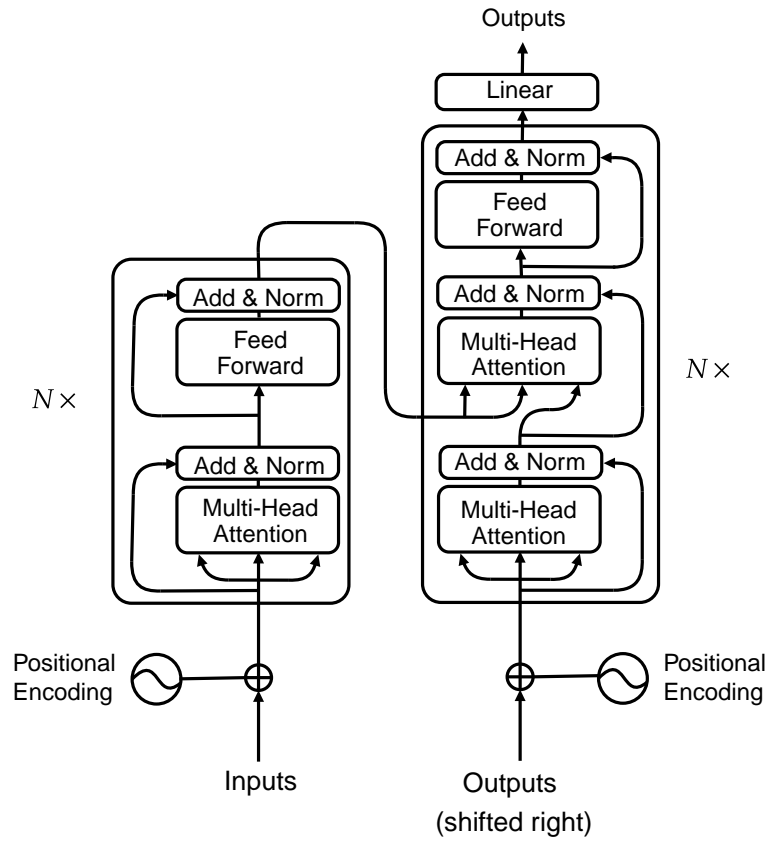 Outputs
Linear
Add & Norm
Feed
Forward
Add & Norm
Multi-Head
Attention
N×
Add & Norm
Multi-Head
Attention
Add & Norm
Feed
Forward
N×
Add & Norm
Multi-Head
Attention
Positional
Encoding
Positional
Encoding
Inputs
Outputs
(shifted right)